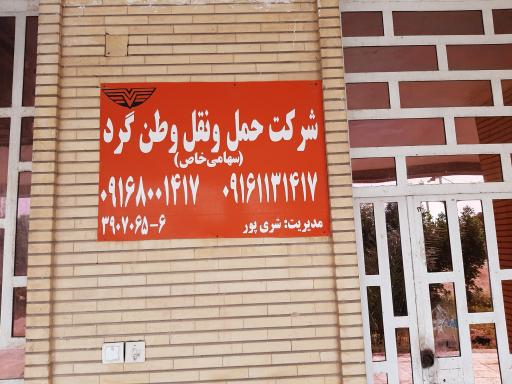 شرکت حمل ونقل وطن گرد
(سهامی خاص)
۰۹۱۶۱۱۳۱۴۱۷ ۰۹۱۶۸۰۰۱۴۱۷
مدیریت: شری پور ۳۹۰۷۰۶۵-۶